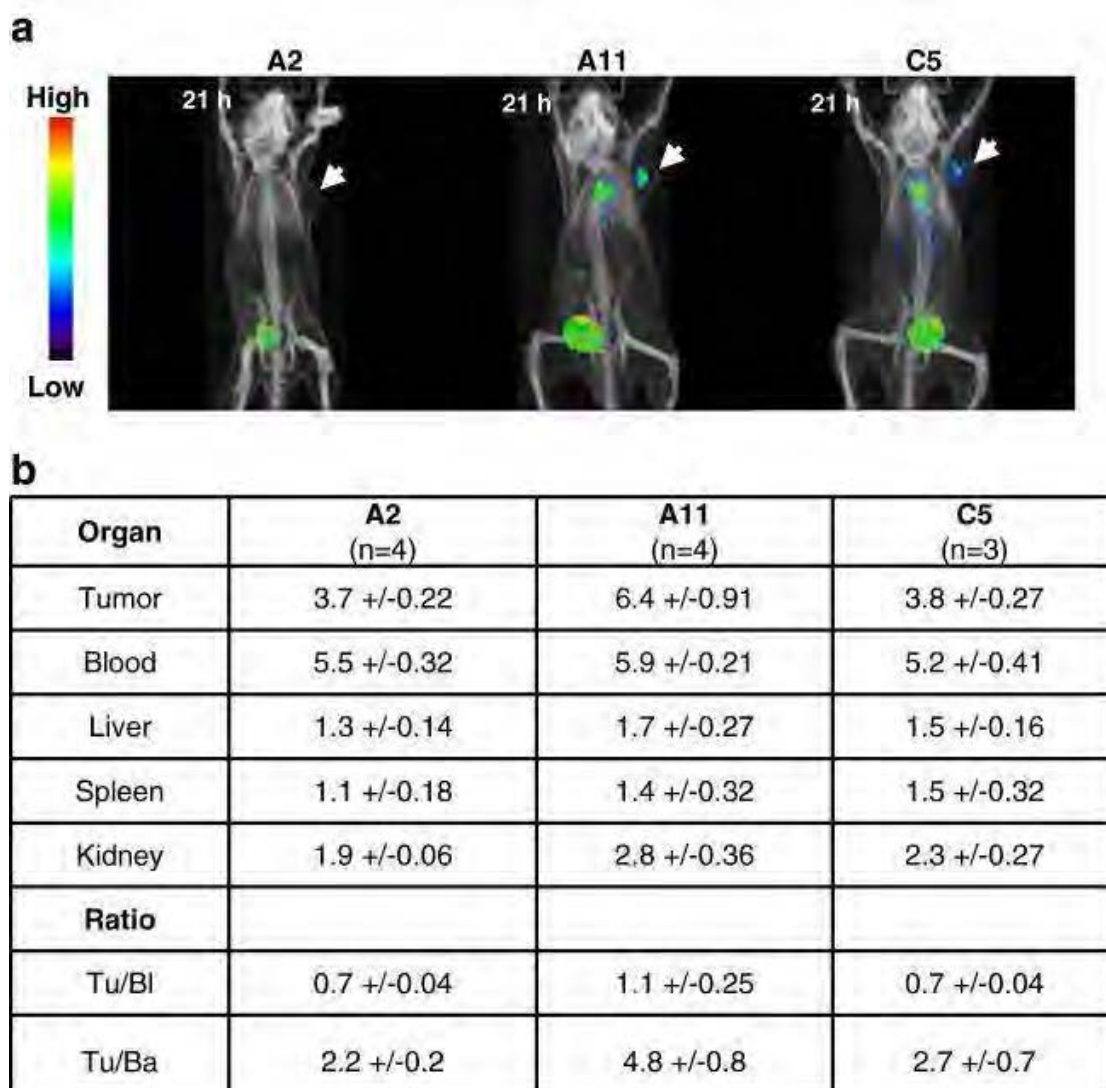 a
A2 A11 C5
High
21 h 21 h 21 h
Low
b
Organ A2 (n=4) A11 (n=4) C5 (n=3)
Tumor 3.7 +/-0.22 6.4 +/-0.91 3.8 +/-0.27
Blood 5.5 +/-0.32 5.9 +/-0.21 5.2 +/-0.41
Liver 1.3 +/-0.14 1.7 +/-0.27 1.5 +/-0.16
Spleen 1.1 +/-0.18 1.4 +/-0.32 1.5 +/-0.32
Kidney 1.9 +/-0.06 2.8 +/-0.36 2.3 +/-0.27
Ratio
Tu/Bl 0.7 +/-0.04 1.1 +/-0.25 0.7 +/-0.04
Tu/Ba 2.2 +/-0.2 4.8 +/-0.8 2.7 +/-0.7